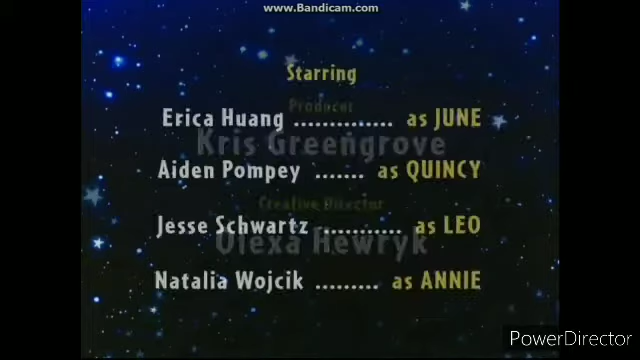 www.Bandicam.com
Starring
Producer
Erica Huang .............. as JUNE
Kris Greengrove
Aiden Pompey ....... as QUINCY
Creative Director
Jesse Schwartz ........... as LEO
Olexa Hewryk
Natalia Wojcik ......... as ANNIE
PowerDirector